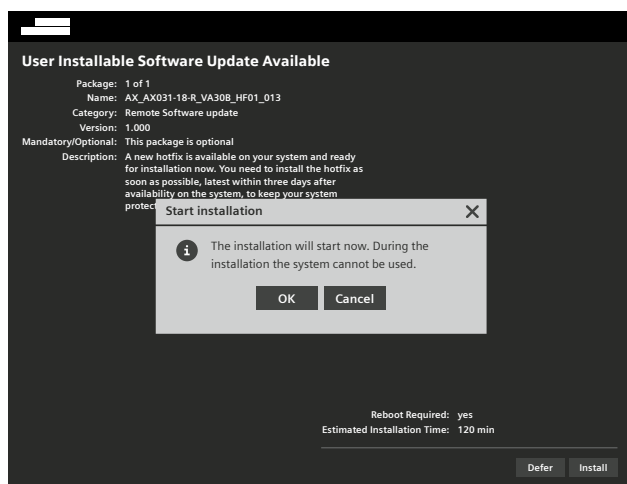 User Installable Software Update Available
Package: 1 of 1
Name: AX_AX031-18-R_VA30B_HF01_013
Category: Remote Software update
Version: 1.000
Mandatory/Optional: This package is optional
Description: A new hotfix is available on your system and ready
for installation now. You need to install the hotfix as
soon as possible, latest within three days after
availability on the system, to keep your system
Start installation
The installation will start now. During the
installation the system cannot be used.
OK Cancel
Reboot Required: yes
Estimated Installation Time: 120 min
Defer Install